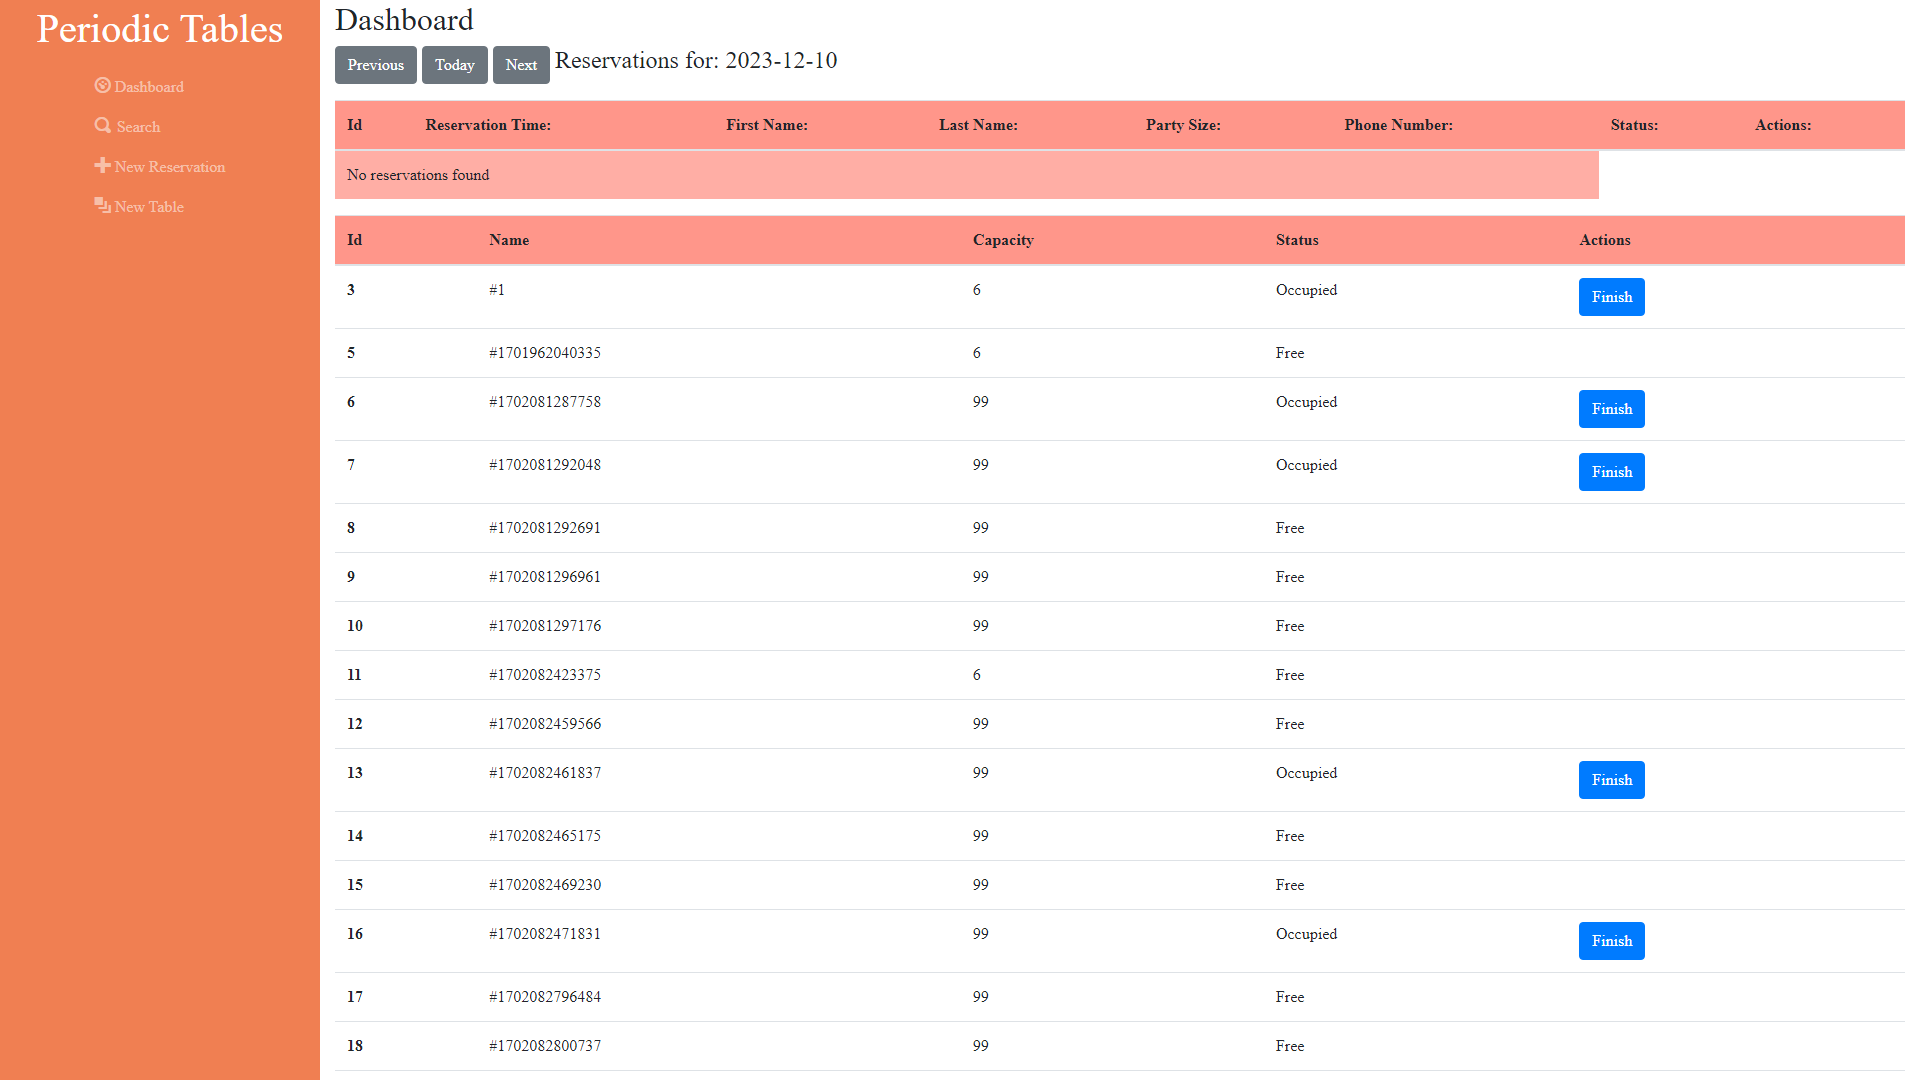 Periodic Tables
Dashboard
Search
New Reservation
New Table
Dashboard
Previous Today Next Reservations for: 2023-12-10
Id Reservation Time: First Name: Last Name: Party Size: Phone Number: Status: Actions:
No reservations found
Id Name Capacity Status Actions
3 #1 6 Occupied Finish
5 #1701962040335 6 Free
6 #1702081287758 99 Occupied Finish
7 #1702081292048 99 Occupied Finish
8 #1702081292691 99 Free
9 #1702081296961 99 Free
10 #1702081297176 99 Free
11 #1702082423375 6 Free
12 #1702082459566 99 Free
13 #1702082461837 99 Occupied Finish
14 #1702082465175 99 Free
15 #1702082469230 99 Free
16 #1702082471831 99 Occupied Finish
17 #1702082796484 99 Free
18 #1702082800737 99 Free